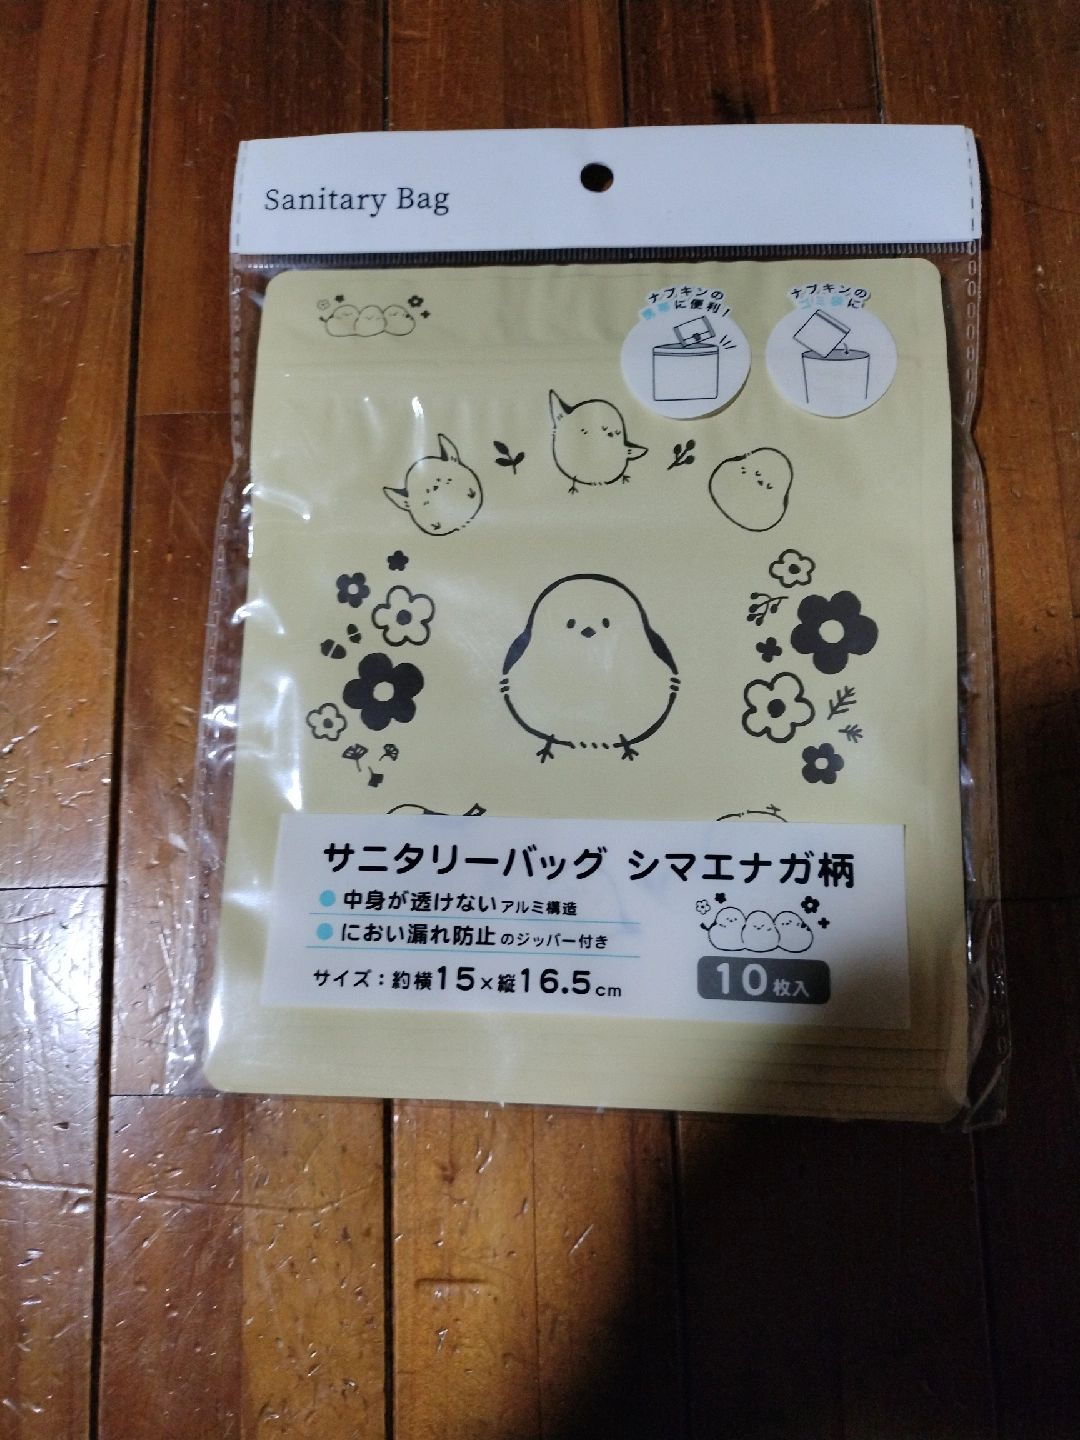 Sanitary Bag
ナプキンの
携帯に便利!
ナプキンの
ゴミ袋に
サニタリーバッグ シマエナガ柄
中身が透けないアルミ構造
におい漏れ防止のジッパー付き
サイズ:約横15×縦16.5cm
10枚入